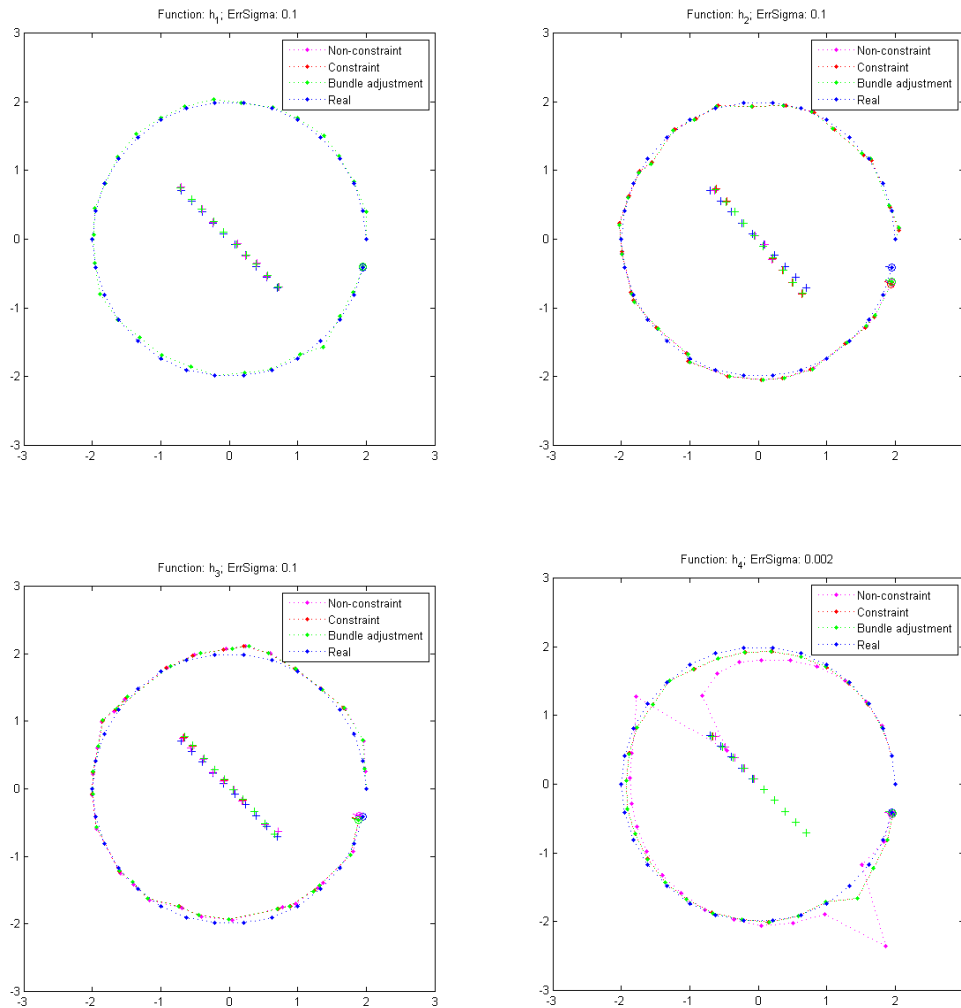 Function: h1; ErrSigma: 0.1
Non-constraint
Constraint
Bundle adjustment
Real
3
2
1
0
-1
-2
-3
-3 -2 -1 0 1 2 3
Function: h2; ErrSigma: 0.1
Non-constraint
Constraint
Bundle adjustment
Real
3
2
1
0
-1
-2
-3
-3 -2 -1 0 1 2
Function: h3; ErrSigma: 0.1
Non-constraint
Constraint
Bundle adjustment
Real
3
2
1
0
-1
-2
-3
-3 -2 -1 0 1 2 3
Function: h4; ErrSigma: 0.002
Non-constraint
Constraint
Bundle adjustment
Real
3
2
1
0
-1
-2
-3
-3 -2 -1 0 1 2